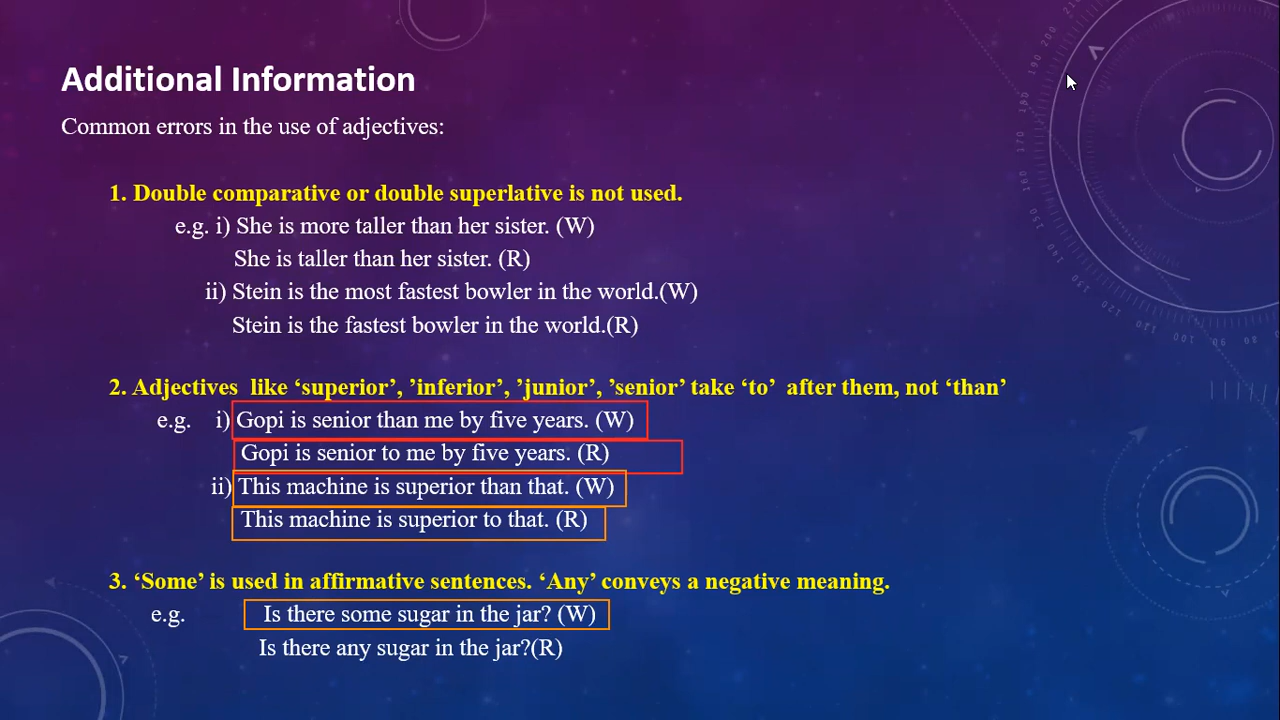 Additional Information
Common errors in the use of adjectives:
1. Double comparative or double superlative is not used.
e.g. i) She is more taller than her sister. (W)
She is taller than her sister. (R)
ii) Stein is the most fastest bowler in the world.(W)
Stein is the fastest bowler in the world.(R)
2. Adjectives like ‘superior’, ’inferior’, ’junior’, ’senior’ take ‘to’ after them, not ‘than’
e.g. i) Gopi is senior than me by five years. (W)
Gopi is senior to me by five years. (R)
ii) This machine is superior than that. (W)
This machine is superior to that. (R)
3. ‘Some’ is used in affirmative sentences. ‘Any’ conveys a negative meaning.
e.g. Is there some sugar in the jar? (W)
Is there any sugar in the jar?(R)